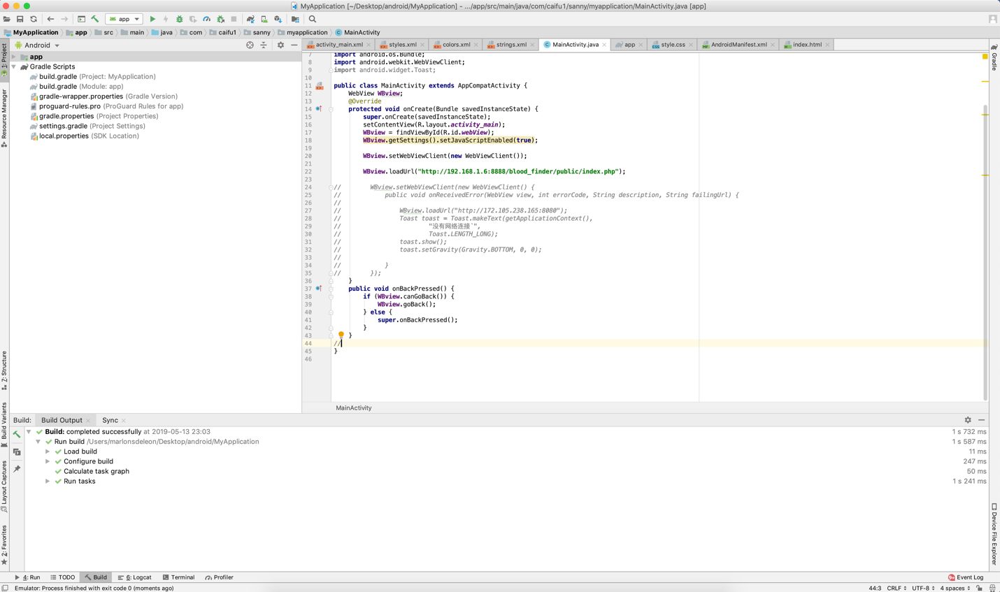 MyApplication [~/Desktop/android/MyApplication] - .../app/src/main/java/com/caifu1/sanny/myapplication/MainActivity.java [app]
app
MyApplication app src main java com caifu1 sanny myapplication MainActivity
Android
activity_main.xml styles.xml colors.xml strings.xml MainActivity.java app style.css AndroidManifest.xml index.html
1: Project
Resource Manager
Z: Structure
Build Variants
Layout Captures
2: Favorites
app
Gradle Scripts
build.gradle (Project: MyApplication)
build.gradle (Module: app)
gradle-wrapper.properties (Gradle Version)
proguard-rules.pro (ProGuard Rules for app)
gradle.properties (Project Properties)
settings.gradle (Project Settings)
local.properties (SDK Location)
7 import android.os.Bundle;
8 import android.webkit.WebViewClient;
9 import android.widget.Toast;
10
11 public class MainActivity extends AppCompatActivity {
12 WebView WBview;
13 @Override
14 protected void onCreate(Bundle savedInstanceState) {
15 super.onCreate(savedInstanceState);
16 setContentView(R.layout.activity_main);
17 WBview = findViewById(R.id.webView);
18 WBview.getSettings().setJavaScriptEnabled(true);
19
20 WBview.setWebViewClient(new WebViewClient());
21
22 WBview.loadUrl("http://192.168.1.6:8888/blood_finder/public/index.php");
23
24 // WBview.setWebViewClient(new WebViewClient() {
25 // public void onReceivedError(WebView view, int errorCode, String description, String failingUrl) {
26 //
27 // WBview.loadUrl("http://172.105.238.165:8080");
28 // Toast toast = Toast.makeText(getApplicationContext(),
29 // "没有网络连接`",
30 // Toast.LENGTH_LONG);
31 // toast.show();
32 // toast.setGravity(Gravity.BOTTOM, 0, 0);
33 //
34 // }
35 // });
36 }
37 public void onBackPressed() {
38 if (WBview.canGoBack()) {
39 WBview.goBack();
40 } else {
41 super.onBackPressed();
42 }
43 }
44 //
45 }
46
MainActivity
Gradle
Device File Explorer
Build: Build Output Sync
Build: completed successfully at 2019-05-13 23:03 1 s 732 ms
Run build /Users/marlonsdeleon/Desktop/android/MyApplication 1 s 587 ms
Load build 11 ms
Configure build 247 ms
Calculate task graph 50 ms
Run tasks 1 s 241 ms
4: Run TODO Build 6: Logcat Terminal Profiler Event Log
Emulator: Process finished with exit code 0 (moments ago) 44:3 CRLF UTF-8 4 spaces